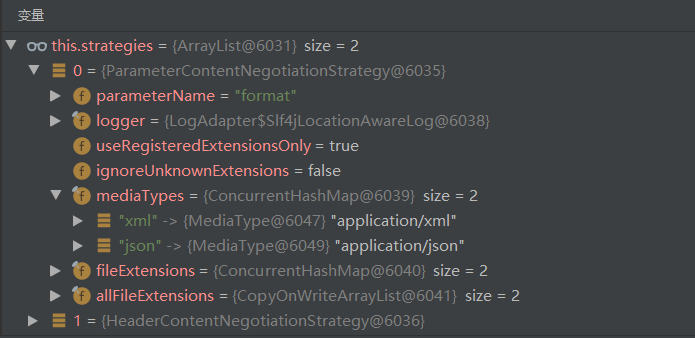 变量
this.strategies = {ArrayList@6031} size = 2
0 = {ParameterContentNegotiationStrategy@6035}
f parameterName = "format"
f logger = {LogAdapter$Slf4jLocationAwareLog@6038}
f useRegisteredExtensionsOnly = true
f ignoreUnknownExtensions = false
f mediaTypes = {ConcurrentHashMap@6039} size = 2
"xml" -> {MediaType@6047} "application/xml"
"json" -> {MediaType@6049} "application/json"
f fileExtensions = {ConcurrentHashMap@6040} size = 2
f allFileExtensions = {CopyOnWriteArrayList@6041} size = 2
1 = {HeaderContentNegotiationStrategy@6036}